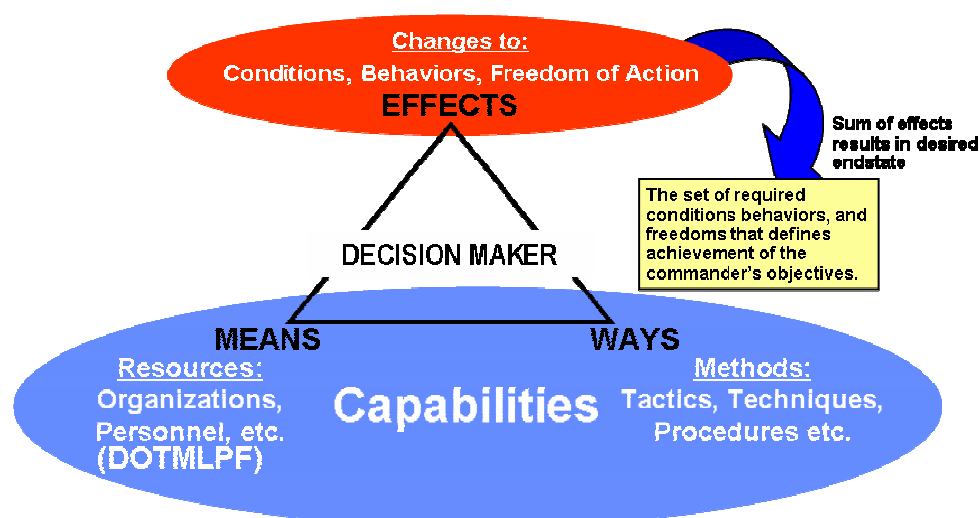 Changes to:
Conditions, Behaviors, Freedom of Action
EFFECTS
Sum of effects
results in desired
endstate
The set of required
conditions behaviors, and
freedoms that defines
achievement of the
commander's objectives.
DECISION MAKER
MEANS
WAYS
Resources:
Organizations,
Personnel, etc.
(DOTMLPF)
Capabilities
Methods:
Tactics, Techniques,
Procedures etc.